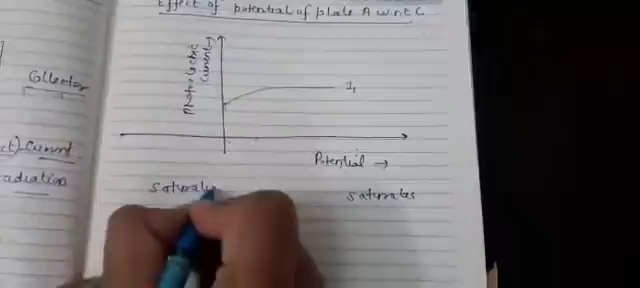 Effect of potential of plate A w.r.t C
Collector
Photoelectric
Current →
I₁
Current
Potential →
radiation
Saturates